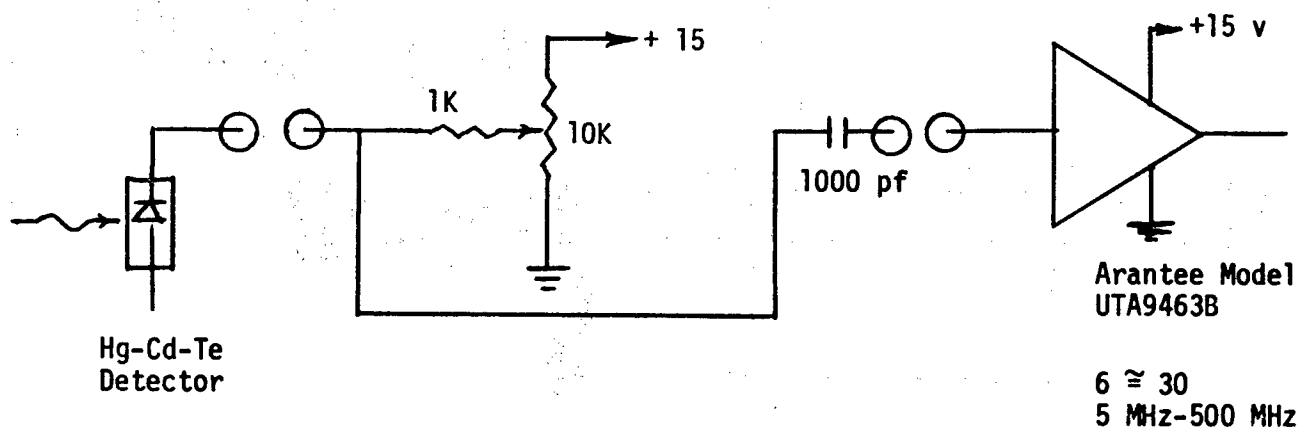 + 15
1K
10K
Hg-Cd-Te
Detector
1000 pf
+15 v
Arantee Model
UTA9463B
6 ≅ 30
5 MHz-500 MHz